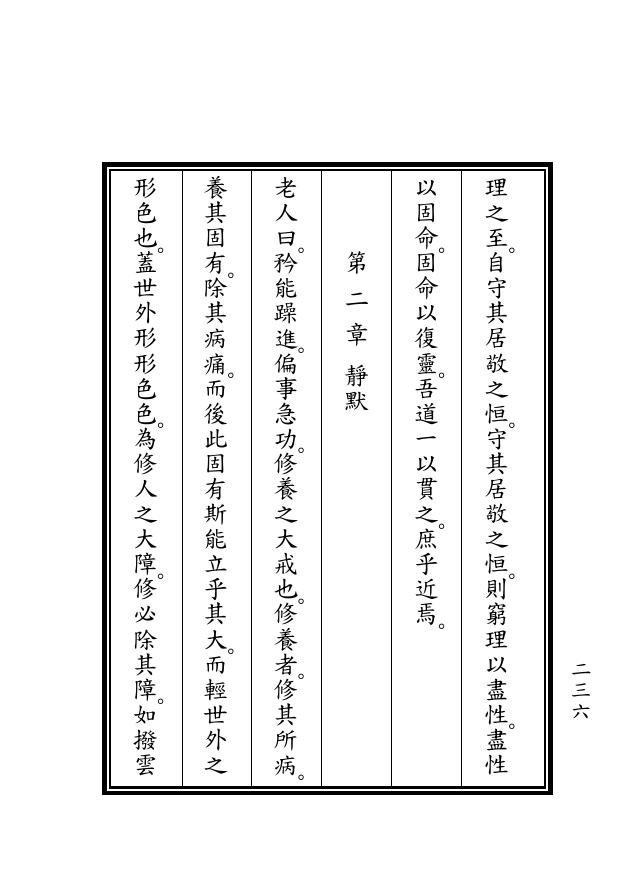 理之至。自守其居敬之恒。守其居敬之恒。則窮理以盡性。盡性
以固命。固命以復靈。吾道一以貫之。庶乎近焉。
第二章 靜默
老人曰。矜能躁進。偏事急功。修養之大戒也。修養者。修其所病。
養其固有。除其病痛。而後此固有斯能立乎其大。而輕世外之
形色也。蓋世外形形色色。為修人之大障。修必除其障。如撥雲
二三六